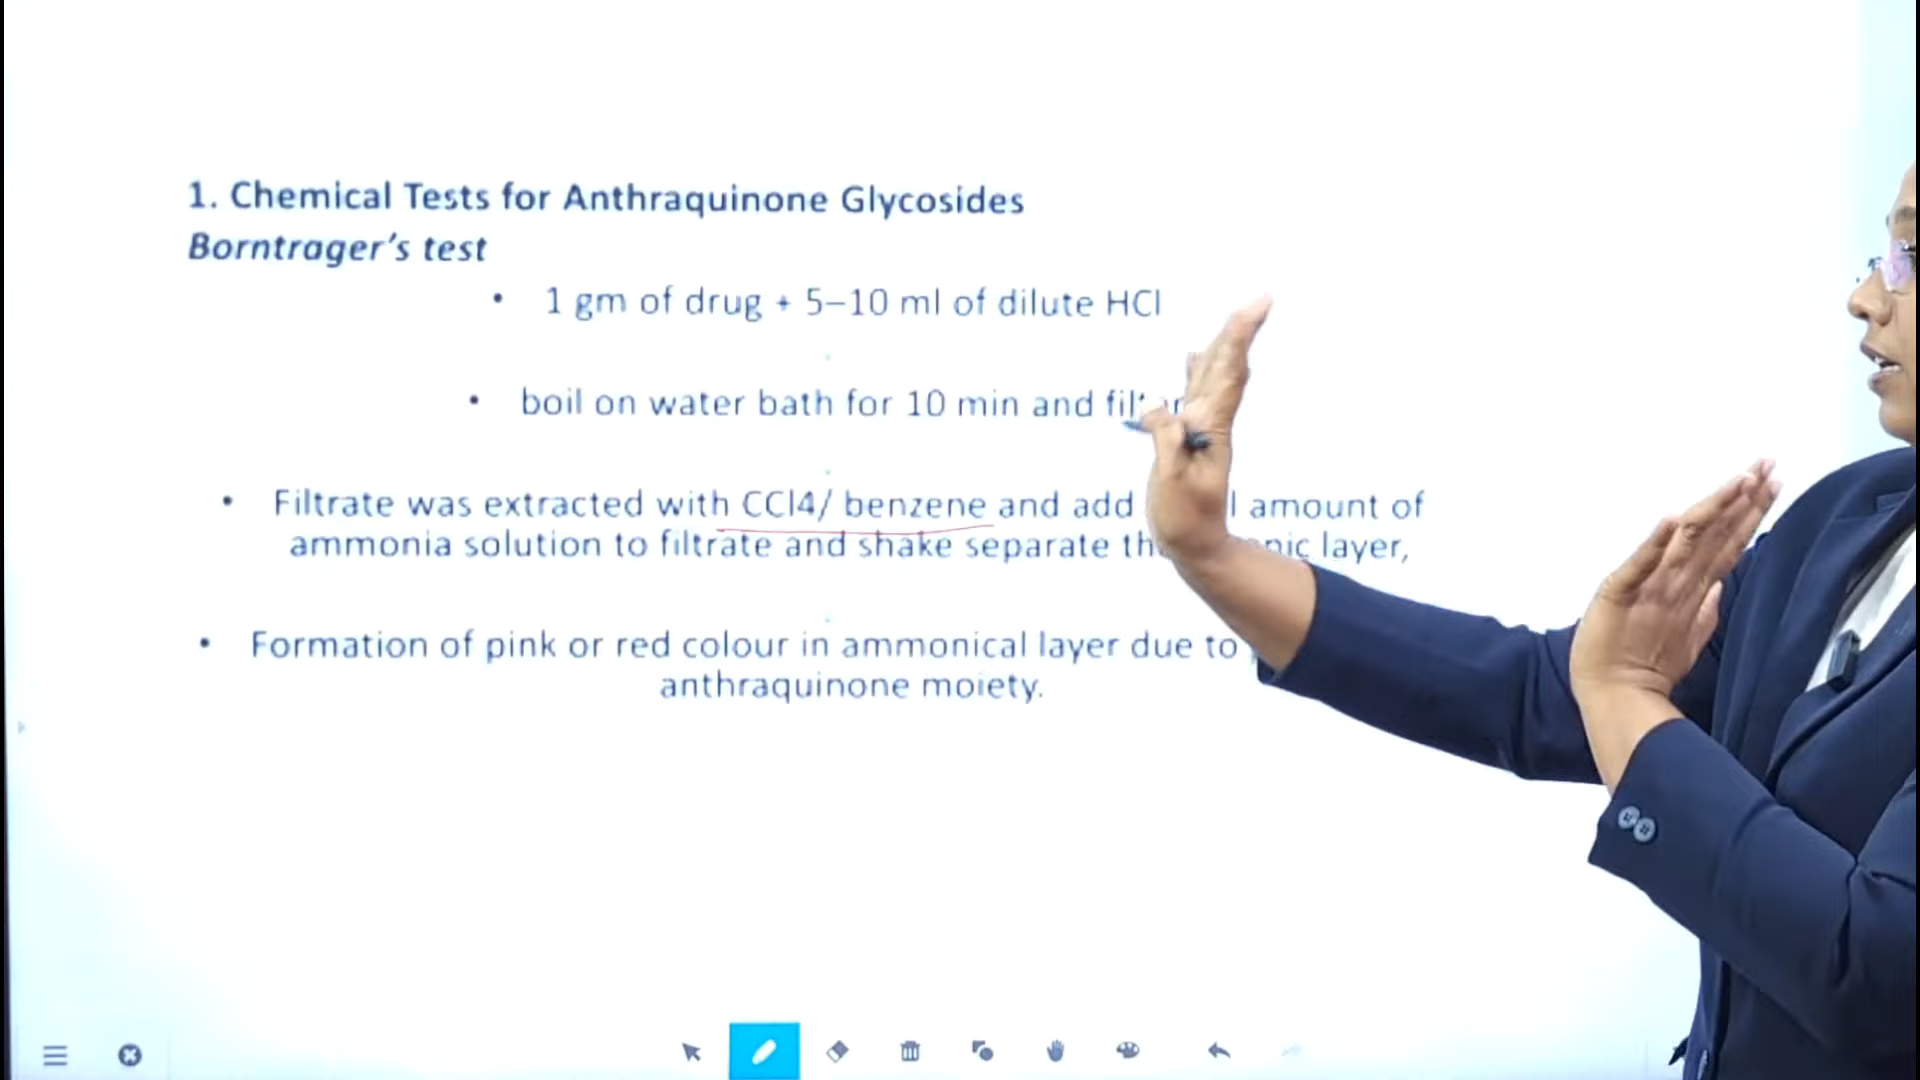 1. Chemical Tests for Anthraquinone Glycosides
Borntrager's test
• 1 gm of drug + 5–10 ml of dilute HCl
• boil on water bath for 10 min and
• Filtrate was extracted with CCl4/ benzene and add amount of
ammonia solution to filtrate and shake separate layer,
• Formation of pink or red colour in ammonical layer due to
anthraquinone moiety.